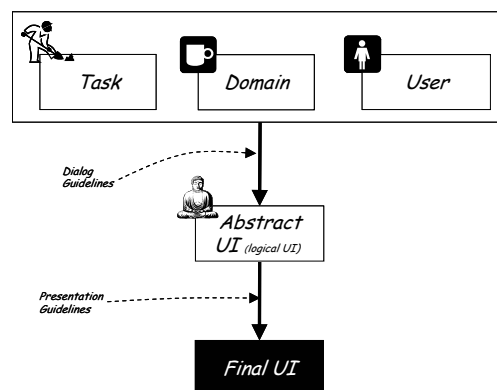 Task
Domain
User
Dialog
Guidelines
Abstract
UI (logical UI)
Presentation
Guidelines
Final UI